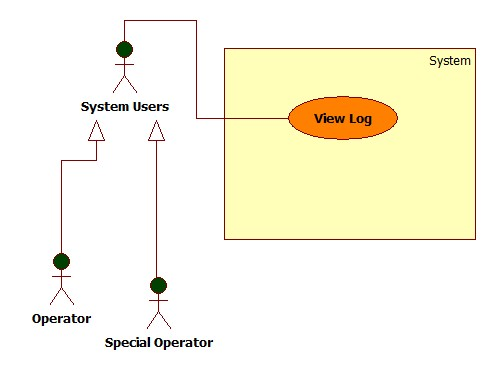 System
View Log
System Users
Operator
Special Operator